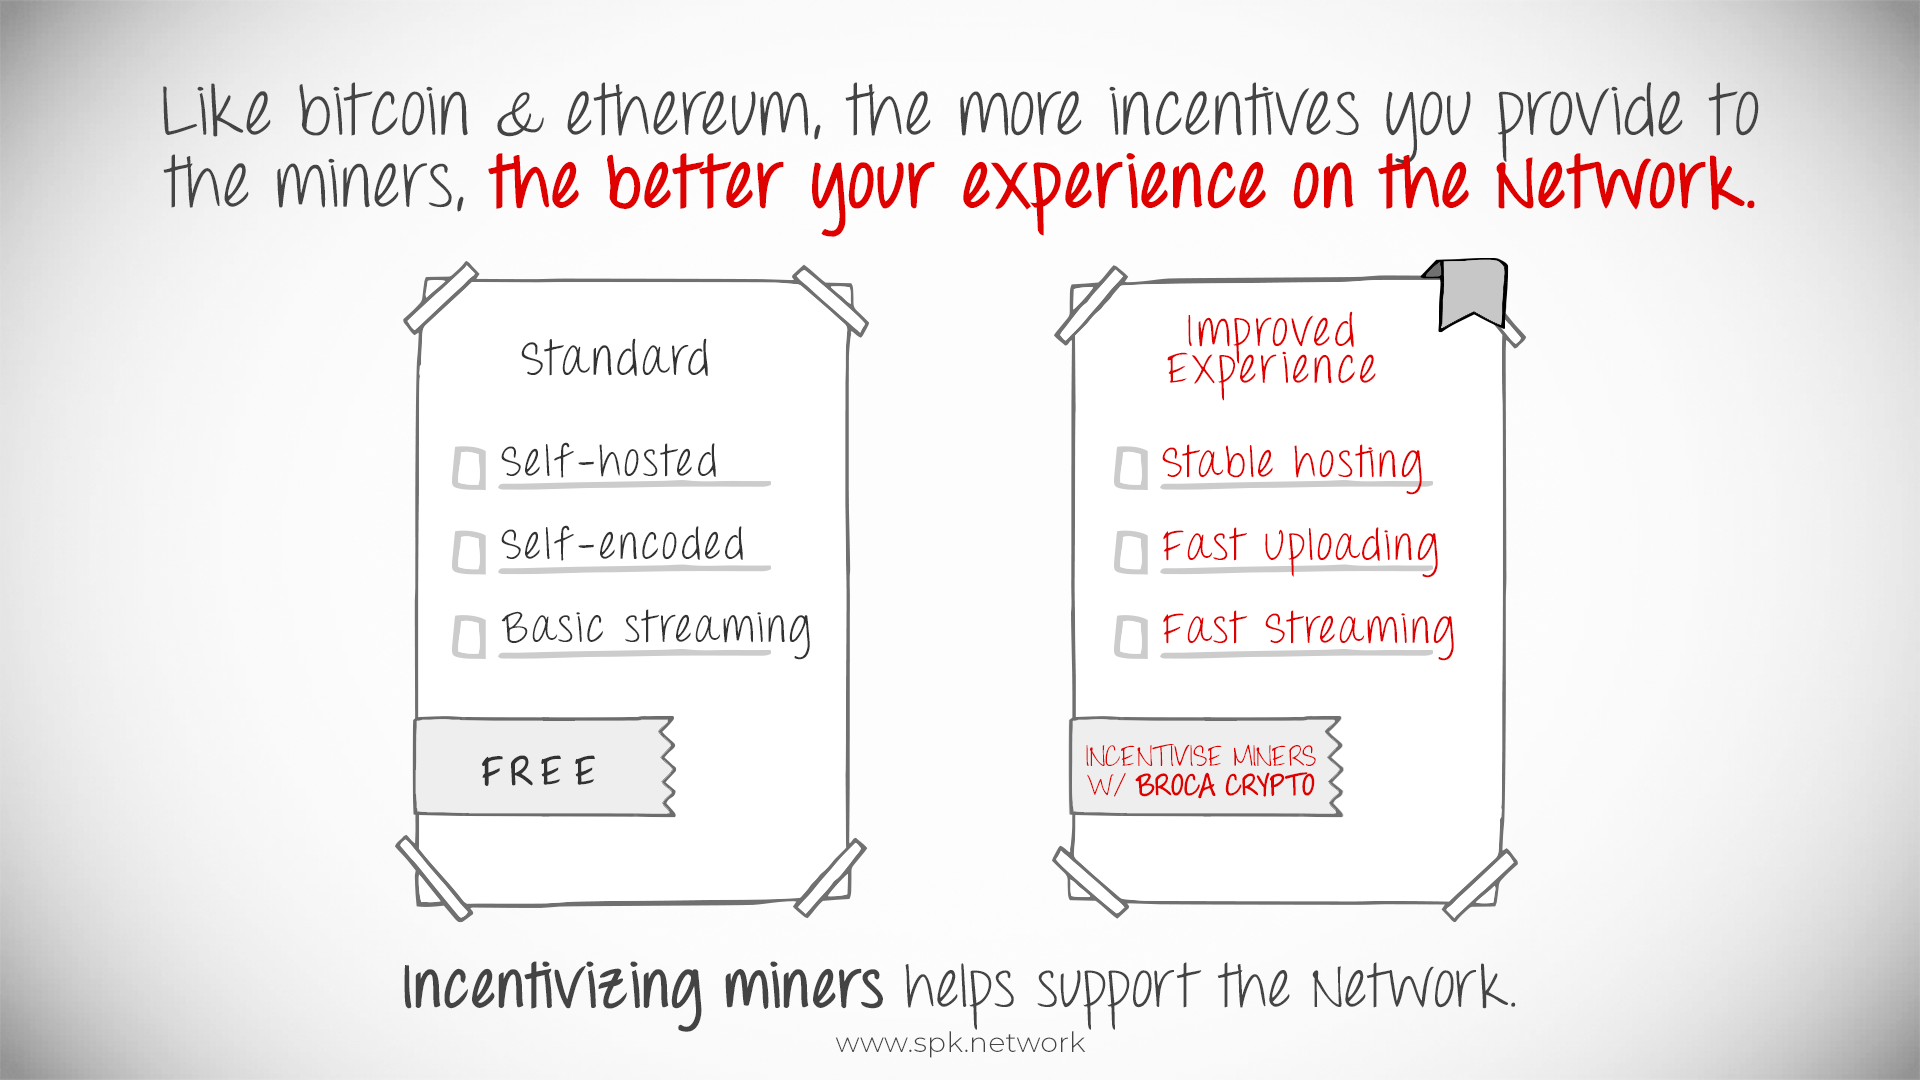 Like bitcoin & ethereum, the more incentives you provide to
the miners, the better your experience on the Network.
Standard
Self-hosted
Self-encoded
Basic streaming
FREE
Improved
Experience
Stable hosting
Fast Uploading
Fast Streaming
INCENTIVISE MINERS
W/ BROCA CRYPTO
Incentivizing miners helps support the Network.
www.spk.network